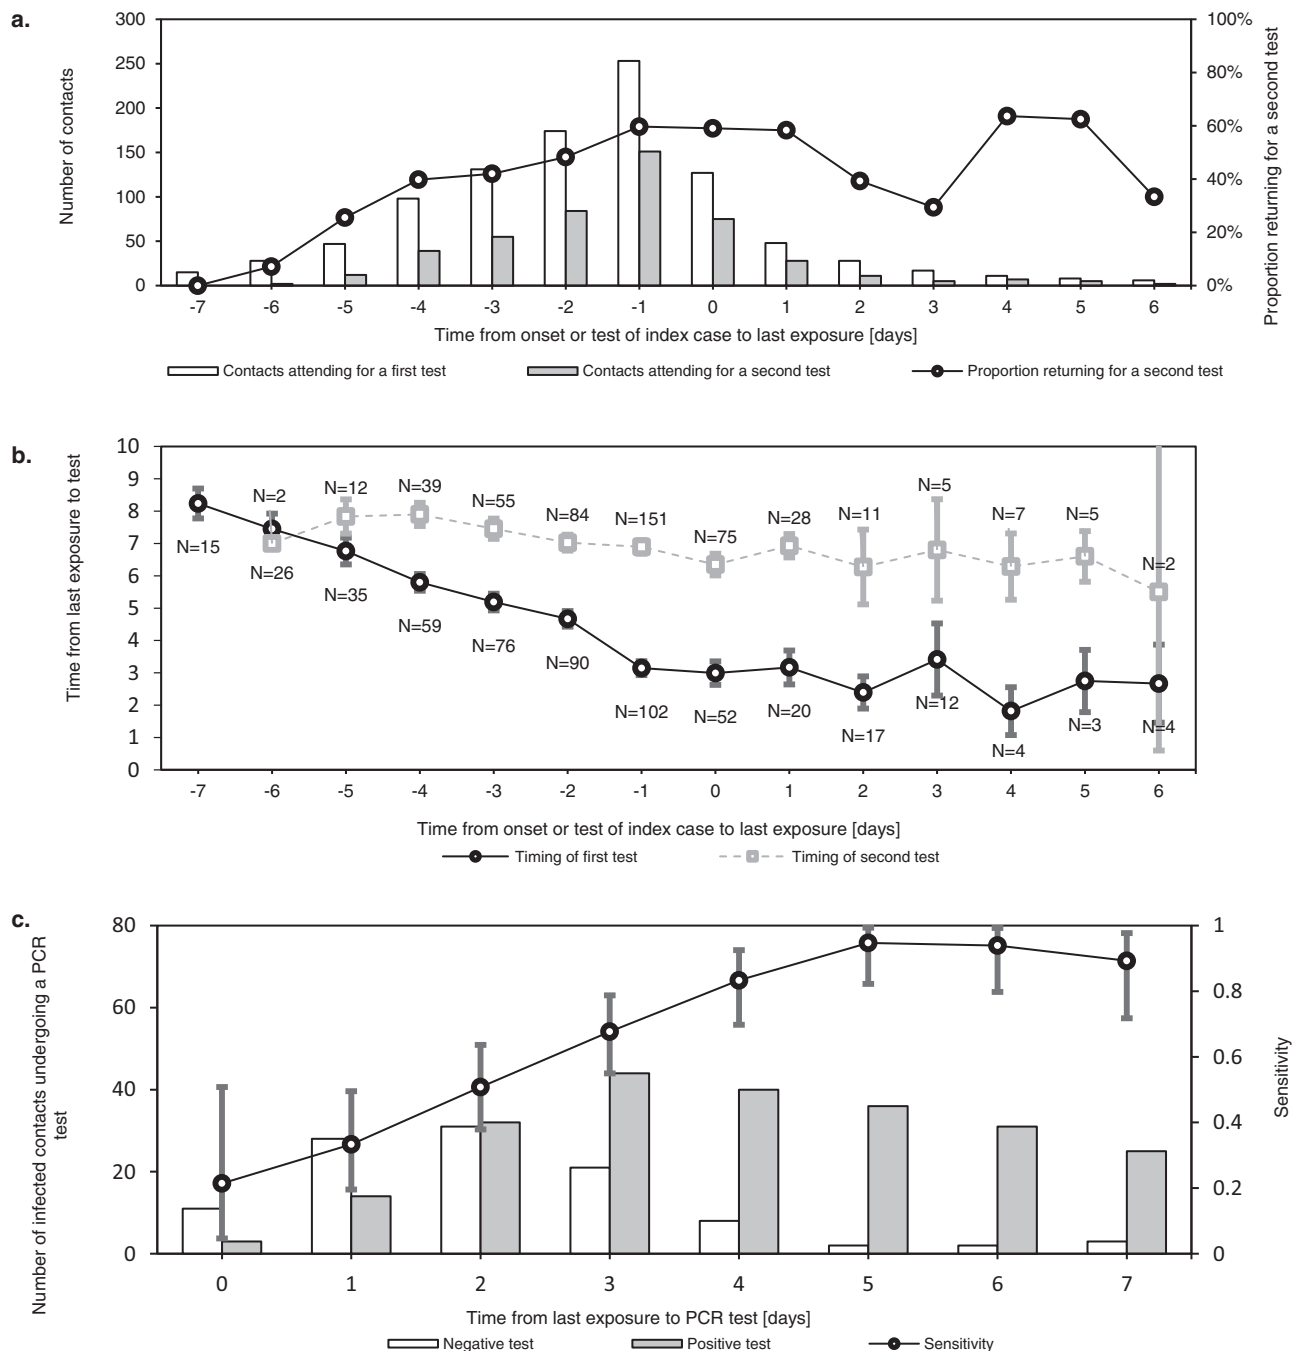 a.
300
250
200
150
100
50
0
Number of contacts
100%
80%
60%
40%
20%
0%
Proportion returning for a second test
-7 -6 -5 -4 -3 -2 -1 0 1 2 3 4 5 6
Time from onset or test of index case to last exposure [days]
Contacts attending for a first test Contacts attending for a second test Proportion returning for a second test
b.
10
9
8
7
6
5
4
3
2
1
0
Time from last exposure to test
N=2 N=12 N=39 N=55 N=84 N=151 N=75 N=28 N=11 N=5 N=7 N=5 N=2
N=15 N=26 N=35 N=59 N=76 N=90 N=102 N=52 N=20 N=17 N=12 N=4 N=3 N=4
-7 -6 -5 -4 -3 -2 -1 0 1 2 3 4 5 6
Time from onset or test of index case to last exposure [days]
Timing of first test Timing of second test
c.
80
60
40
20
0
Number of infected contacts undergoing a PCR
test
1
0.8
0.6
0.4
0.2
0
Sensitivity
0 1 2 3 4 5 6 7
Time from last exposure to PCR test [days]
Negative test Positive test Sensitivity